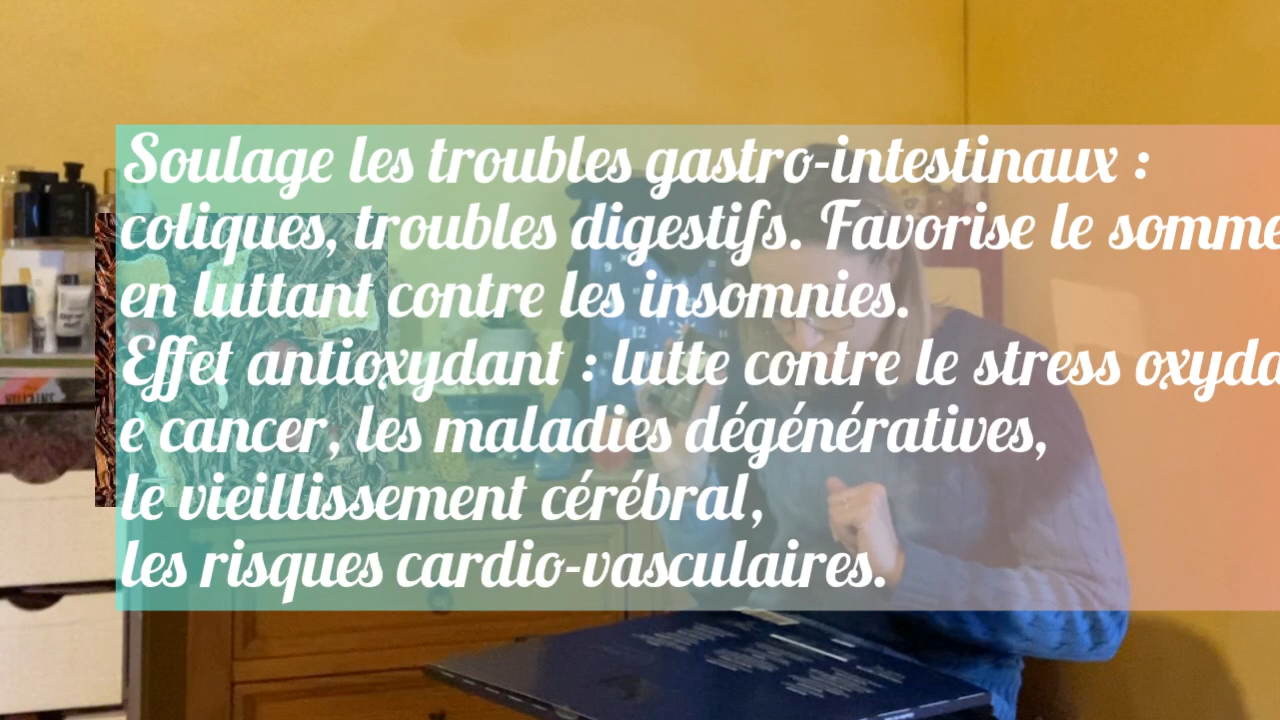 Soulage les troubles gastro-intestinaux :
coliques, troubles digestifs. Favorise le somme
en luttant contre les insomnies.
Effet antioxydant : lutte contre le stress oxyda
e cancer, les maladies dégénératives,
le vieillissement cérébral,
les risques cardio-vasculaires.